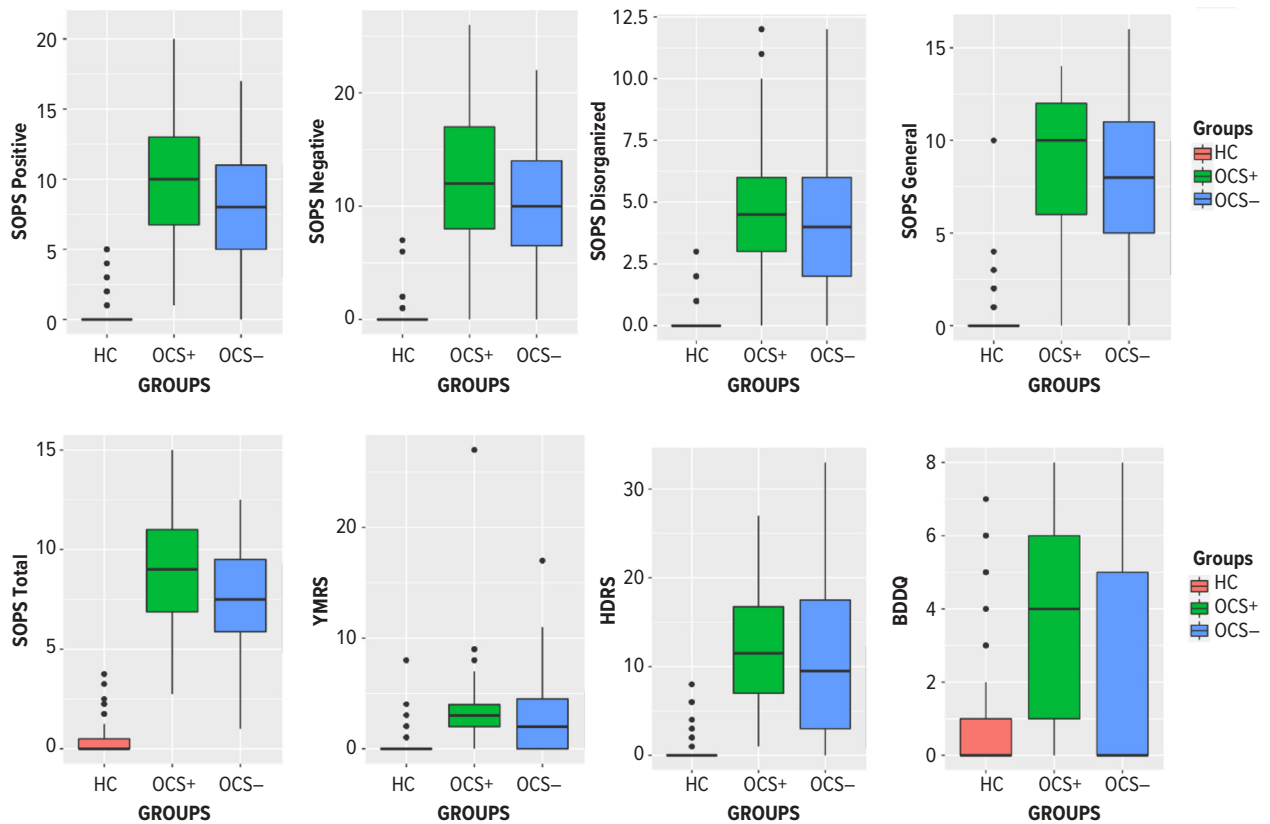 SOPS Positive
20
15
10
5
0
HC OCS+ OCS–
GROUPS
SOPS Negative
20
10
0
HC OCS+ OCS–
GROUPS
SOPS Disorganized
12.5
10.0
7.5
5.0
2.5
0.0
HC OCS+ OCS–
GROUPS
SOPS General
15
10
5
0
HC OCS+ OCS–
GROUPS
Groups
HC
OCS+
OCS–
SOPS Total
15
10
5
0
HC OCS+ OCS–
GROUPS
YMRS
20
10
0
HC OCS+ OCS–
GROUPS
HDRS
30
20
10
0
HC OCS+ OCS–
GROUPS
BDDQ
8
6
4
2
0
HC OCS+ OCS–
GROUPS
Groups
HC
OCS+
OCS–